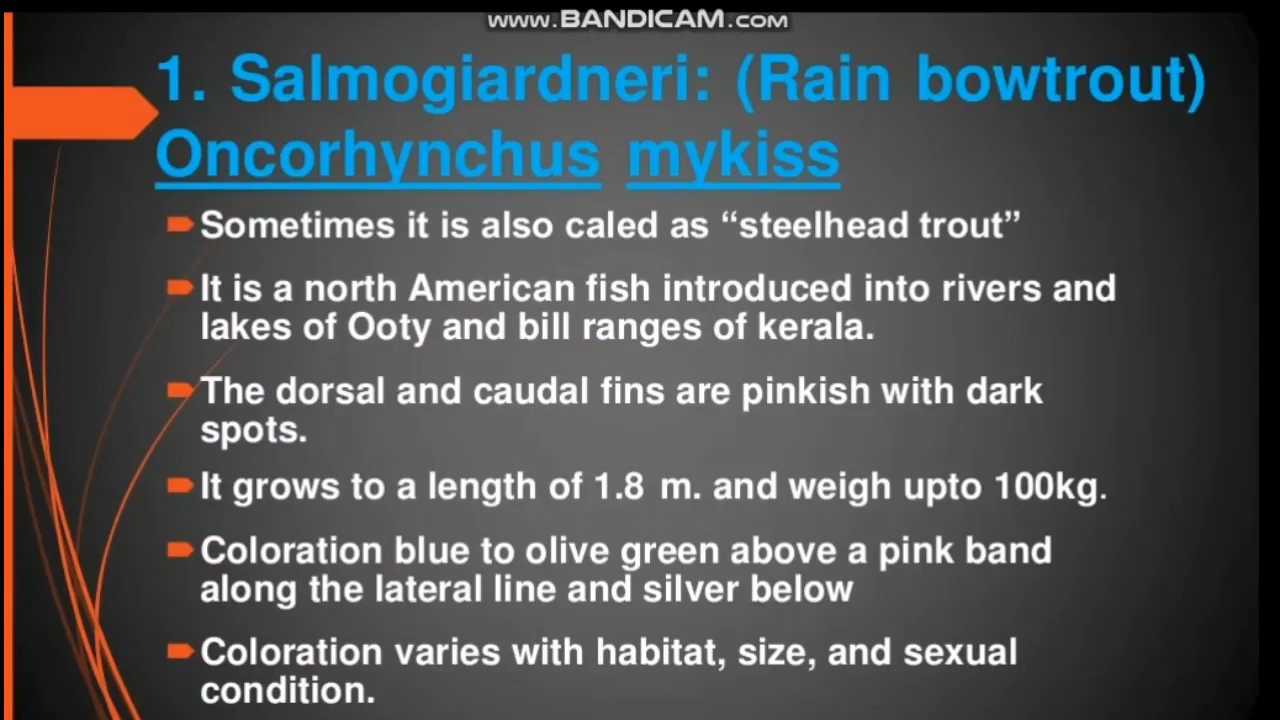 www.BANDICAM.com
1. Salmogiardneri: (Rain bowtrout)
Oncorhynchus mykiss
Sometimes it is also caled as “steelhead trout”
It is a north American fish introduced into rivers and
lakes of Ooty and bill ranges of kerala.
The dorsal and caudal fins are pinkish with dark
spots.
It grows to a length of 1.8 m. and weigh upto 100kg.
Coloration blue to olive green above a pink band
along the lateral line and silver below
Coloration varies with habitat, size, and sexual
condition.